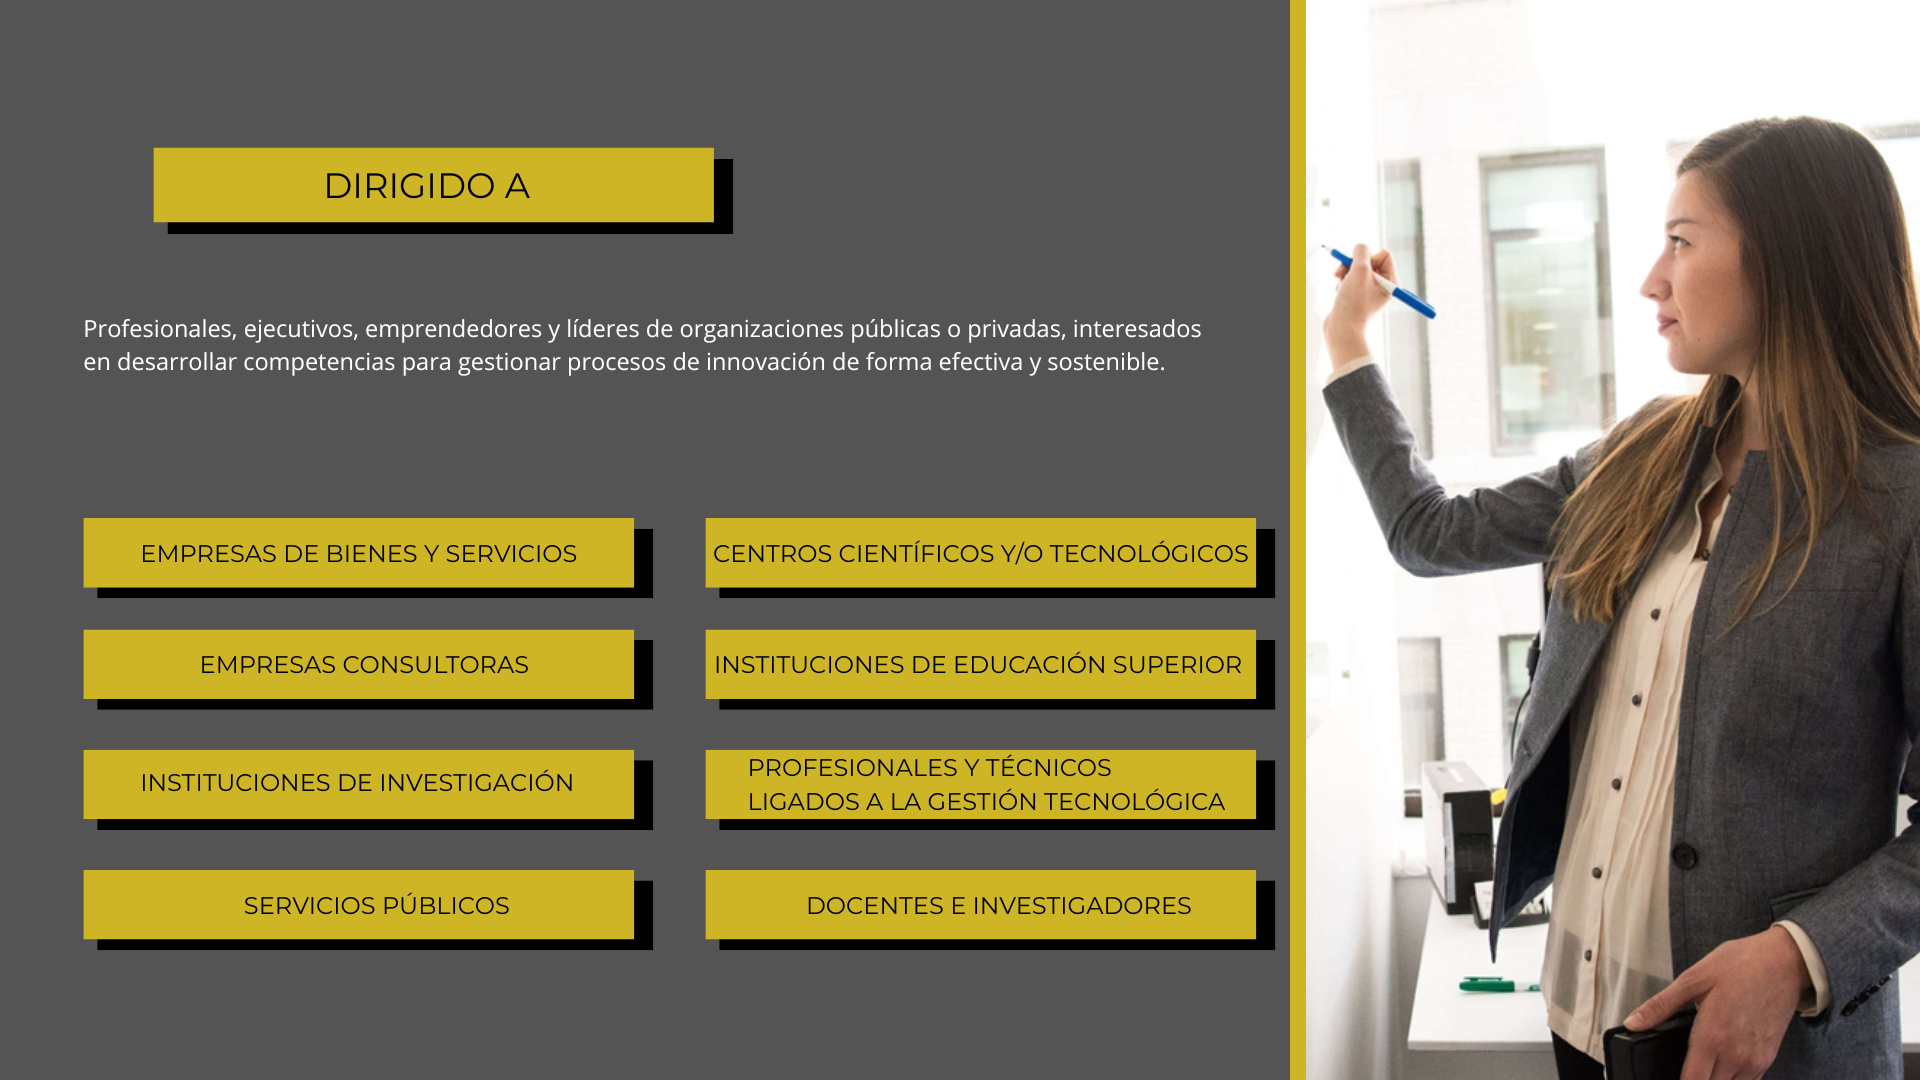 DIRIGIDO A
Profesionales, ejecutivos, emprendedores y líderes de organizaciones públicas o privadas, interesados
en desarrollar competencias para gestionar procesos de innovación de forma efectiva y sostenible.
EMPRESAS DE BIENES Y SERVICIOS
CENTROS CIENTÍFICOS Y/O TECNOLÓGICOS
EMPRESAS CONSULTORAS
INSTITUCIONES DE EDUCACIÓN SUPERIOR
INSTITUCIONES DE INVESTIGACIÓN
PROFESIONALES Y TÉCNICOS
LIGADOS A LA GESTIÓN TECNOLÓGICA
SERVICIOS PÚBLICOS
DOCENTES E INVESTIGADORES